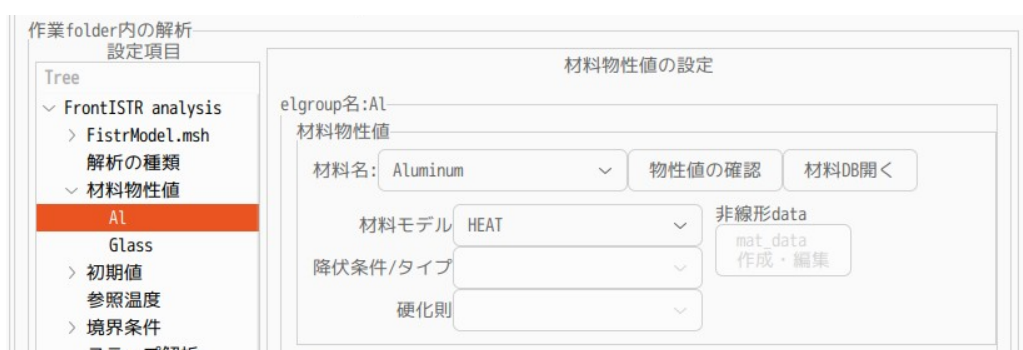 作業folder内の解析
設定項目
Tree
FrontISTR analysis
FistrModel.msh
解析の種類
材料物性値
Al
Glass
初期値
参照温度
境界条件
材料物性値の設定
elgroup名:Al
材料物性値
材料名: Aluminum 物性値の確認 材料DB開く
材料モデル HEAT
非線形data
mat_data
作成・編集
降伏条件/タイプ
硬化則